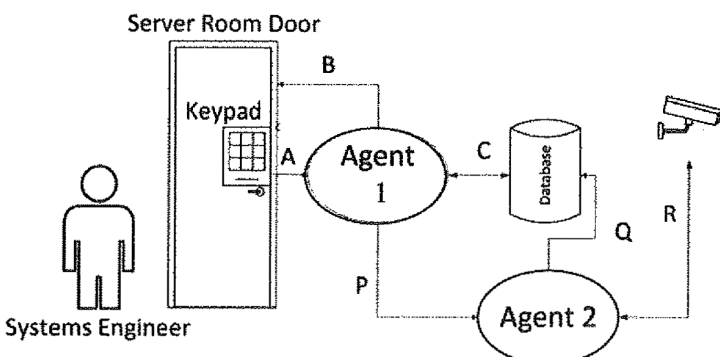 Server Room Door
B
Keypad
A
Agent
1
C
Database
R
Q
P
Agent 2
Systems Engineer